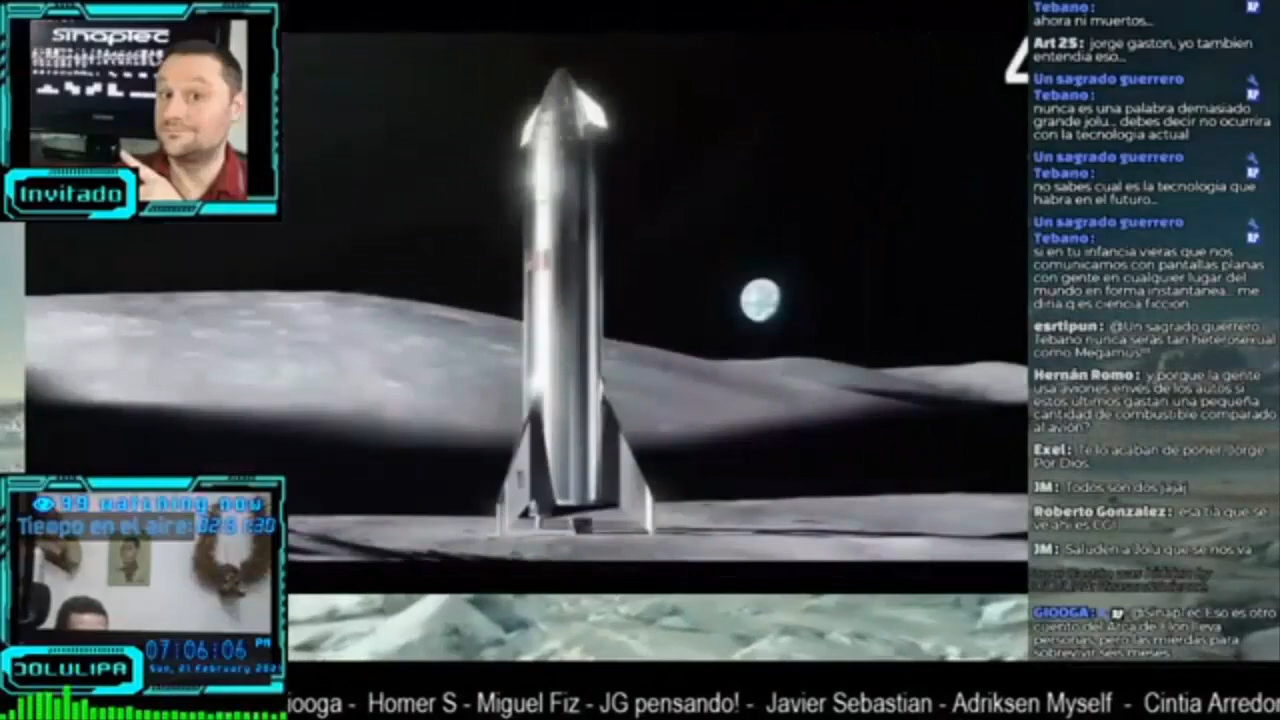 sinaptec
Invitado
99 watching now
Tiempo en el aire:
07:06:06 PM
Sun, 21 February 202
JOLULIPA
Tebano:
ahora ni muertos...
Art 25: jorge gaston, yo tambien
entendia eso...
Un sagrado guerrero
Tebano:
nunca es una palabra demasiado
grande jolu... debes decir no ocurrira
con la tecnologia actual
Un sagrado guerrero
Tebano:
no sabes cual es la tecnologia que
habra en el futuro...
Un sagrado guerrero
Tebano:
si en tu infancia vieras que nos
comunicamos con pantallas planas
con gente en cualquier lugar del
mundo en forma instantanea... me
diria q es ciencia ficcion
esrtlpun: @Un sagrado guerrero
Tebano nunca serás tan heterosexual
como Megamus!!!
Hernán Romo: y porque la gente
usa aviones envés de los autos si
estos ultimos gastan una pequeña
cantidad de combustible comparado
al avión?
Exel: Te lo acaban de poner Jorge
Por Dios.
JM: Todos son dos jajaj
Roberto Gonzalez: esa tia que se
ve ahi es CGI
JM: Saluden a Jolu que se nos va
GIOOGA: @SinapTec Eso es otro
cuento del Arca de Elon lleva
personas, pero las mierdas para
sobrevivir seis meses
iooga - Homer S - Miguel Fiz - JG pensando! - Javier Sebastian - Adriksen Myself - Cintia Arredo